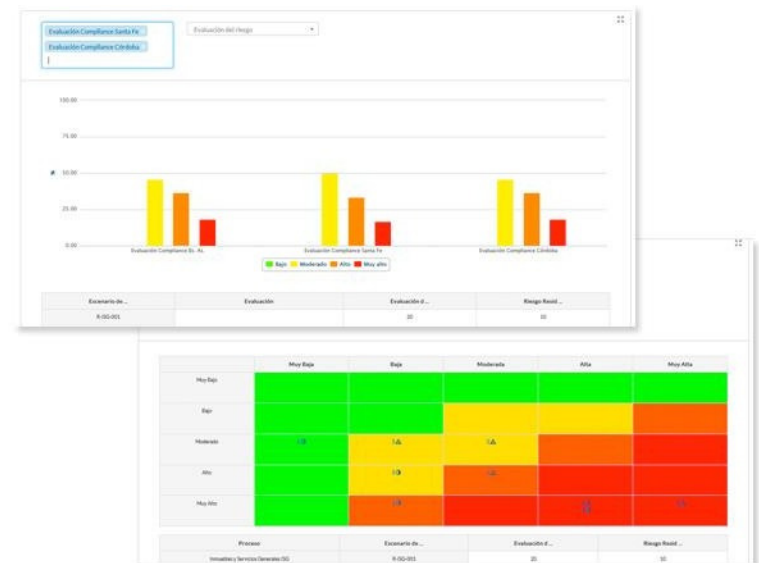 Evaluación Compliance Santa Fe
Evaluación del riesgo
Evaluación Compliance Córdoba
100.00
75.00
50.00
25.00
0.00
Evaluación Compliance Bs. As.
Evaluación Compliance Santa Fe
Evaluación Compliance Córdoba
Bajo Moderado Alto Muy alto
Escenario de ... Evaluación Evaluación d ... Riesgo Resid ...
R-SG-001 20 10
Muy Baja Baja Moderada Alta Muy Alta
Muy Bajo
Bajo
Moderado
Alto
Muy Alto
Proceso Escenario de ... Evaluación d ... Riesgo Resid ...
Inmuebles y Servicios Generales (SG) R-SG-001 20 10